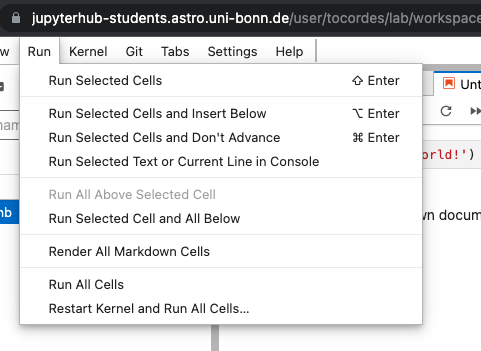 jupyterhub-students.astro.uni-bonn.de/user/tocordes/lab/workspace
w Run Kernel Git Tabs Settings Help
Run Selected Cells ⇧ Enter
Unt
nam
Run Selected Cells and Insert Below ⌥ Enter
Run Selected Cells and Don't Advance ⌘ Enter
orld!')
Run Selected Text or Current Line in Console
Run All Above Selected Cell
nb
Run Selected Cell and All Below
wn docum
Render All Markdown Cells
Run All Cells
Restart Kernel and Run All Cells...